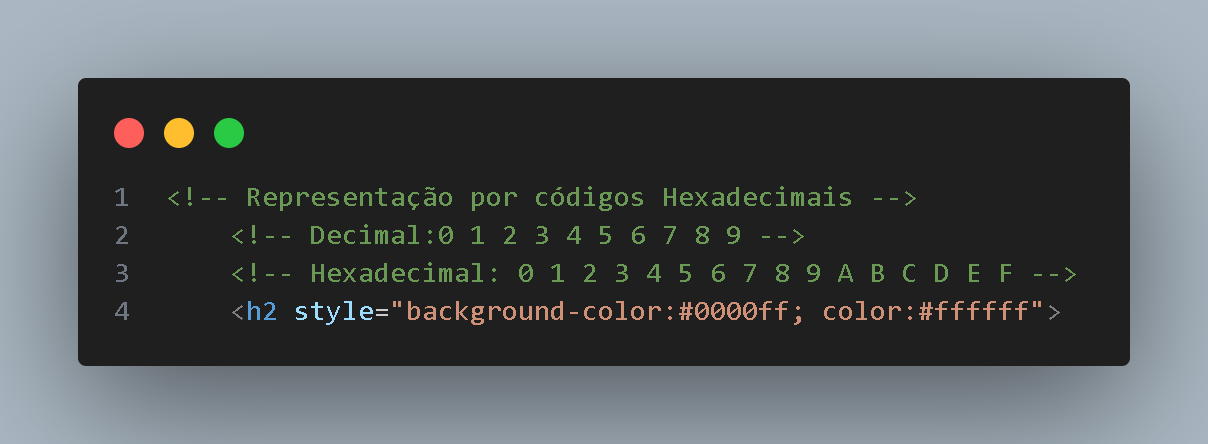 1 <!-- Representação por códigos Hexadecimais -->
2 <!-- Decimal:0 1 2 3 4 5 6 7 8 9 -->
3 <!-- Hexadecimal: 0 1 2 3 4 5 6 7 8 9 A B C D E F -->
4 <h2 style="background-color:#0000ff; color:#ffffff">